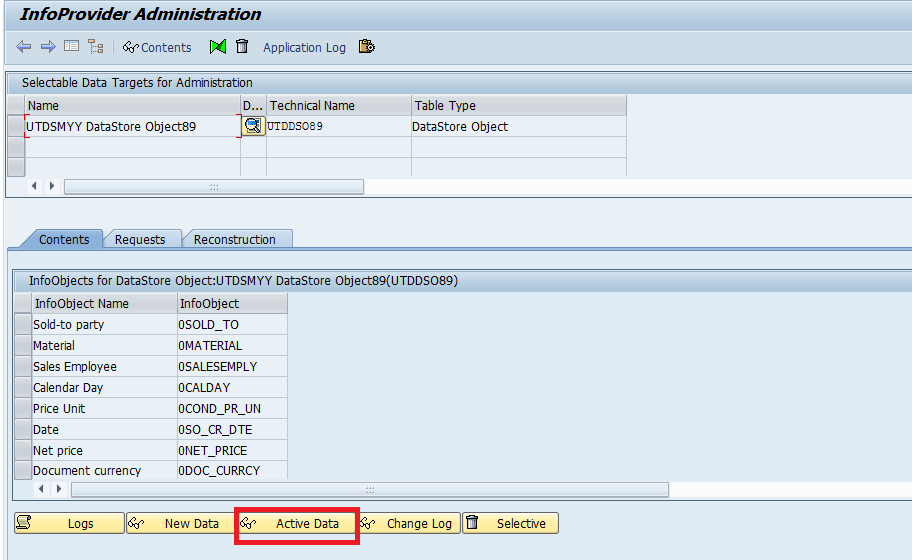 InfoProvider Administration
Contents Application Log
Selectable Data Targets for Administration
Name D... Technical Name Table Type
UTDSMYY DataStore Object89 UTDDSO89 DataStore Object
Contents Requests Reconstruction
InfoObjects for DataStore Object:UTDSMYY DataStore Object89(UTDDSO89)
InfoObject Name InfoObject
Sold-to party 0SOLD_TO
Material 0MATERIAL
Sales Employee 0SALESEMPLY
Calendar Day 0CALDAY
Price Unit 0COND_PR_UN
Date 0SO_CR_DTE
Net price 0NET_PRICE
Document currency 0DOC_CURRCY
Logs New Data Active Data Change Log Selective